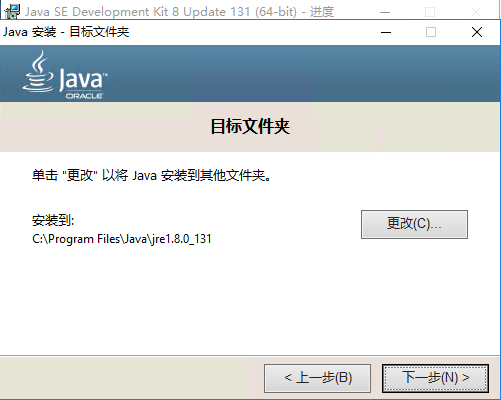 Java SE Development Kit 8 Update 131 (64-bit) - 进度
Java 安装 - 目标文件夹
Java™
ORACLE
目标文件夹
单击 "更改" 以将 Java 安装到其他文件夹。
安装到:
更改(C)...
C:\Program Files\Java\jre1.8.0_131
< 上一步(B)
下一步(N) >